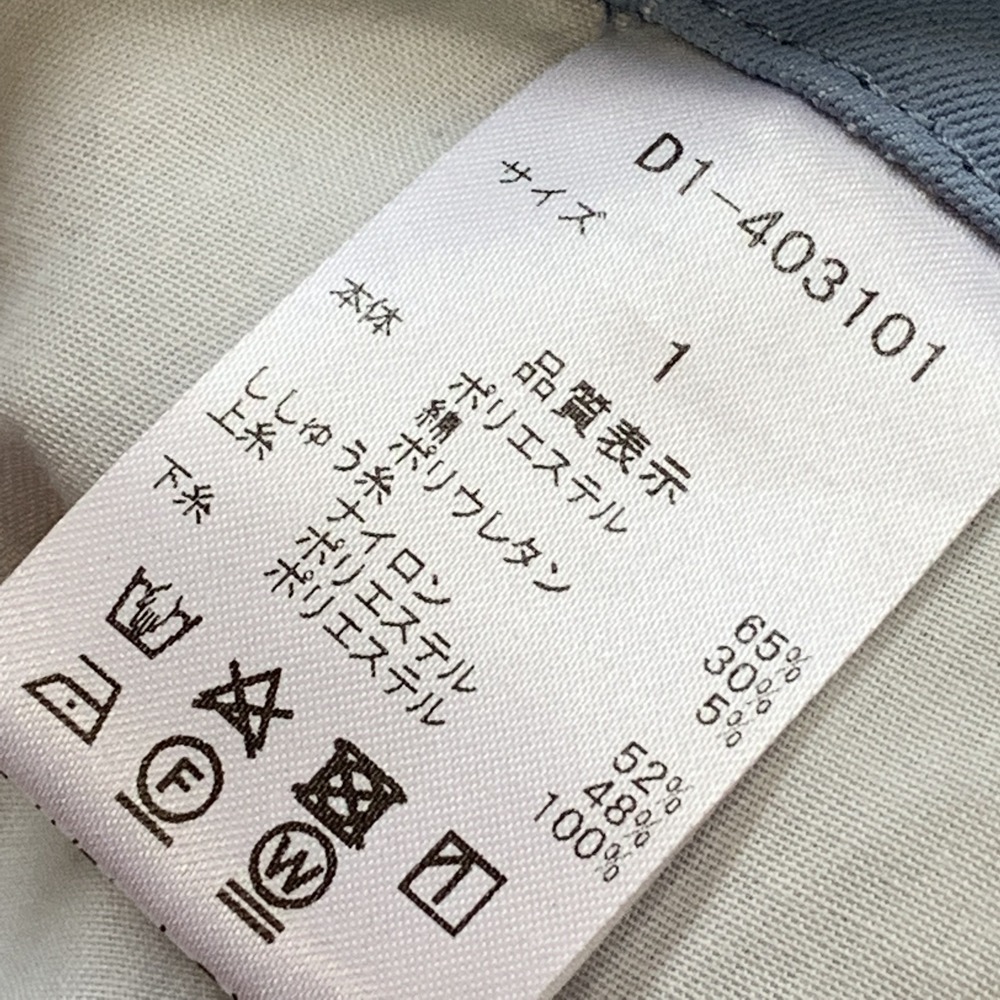 D1-403101
サイズ 1
品質表示
本体 ポリエステル 65%
綿 30%
ポリウレタン 5%
ししゅう糸
上糸 ナイロン 52%
ポリエステル 48%
下糸 ポリエステル 100%
F
W